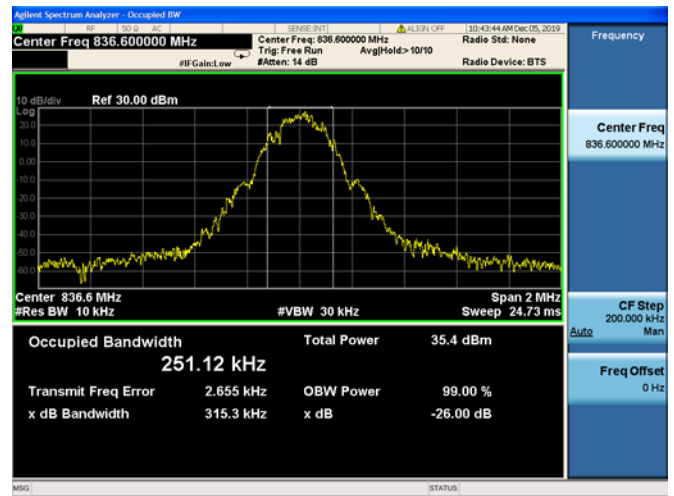 Agilent Spectrum Analyzer - Occupied BW
RF 50 Ω AC SENSE:INT ALIGN OFF 10:43:44 AM Dec 05, 2019
Center Freq 836.600000 MHz
Center Freq: 836.600000 MHz
Radio Std: None
Trig: Free Run Avg|Hold:> 10/10
#IFGain:Low #Atten: 14 dB Radio Device: BTS
10 dB/div Ref 30.00 dBm
Log
20.0
10.0
0.00
-10.0
-20.0
-30.0
-40.0
-50.0
-60.0
Center 836.6 MHz Span 2 MHz
#Res BW 10 kHz #VBW 30 kHz Sweep 24.73 ms
Occupied Bandwidth Total Power 35.4 dBm
251.12 kHz
Transmit Freq Error 2.655 kHz OBW Power 99.00 %
x dB Bandwidth 315.3 kHz x dB -26.00 dB
MSG STATUS
Frequency
Center Freq
836.600000 MHz
CF Step
200.000 kHz
Auto Man
Freq Offset
0 Hz